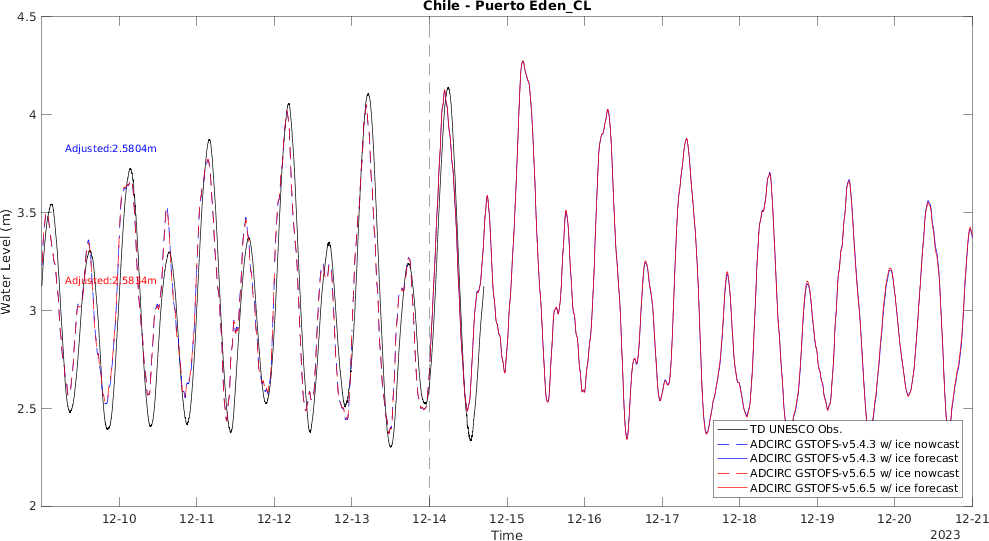 Chile - Puerto Eden_CL
4.5
4
3.5
3
2.5
2
Water Level (m)
Adjusted:2.5804m
Adjusted:2.5814m
TD UNESCO Obs.
ADCIRC GSTOFS-v5.4.3 w/ ice nowcast
ADCIRC GSTOFS-v5.4.3 w/ ice forecast
ADCIRC GSTOFS-v5.6.5 w/ ice nowcast
ADCIRC GSTOFS-v5.6.5 w/ ice forecast
12-10 12-11 12-12 12-13 12-14 12-15 12-16 12-17 12-18 12-19 12-20 12-21
Time
2023